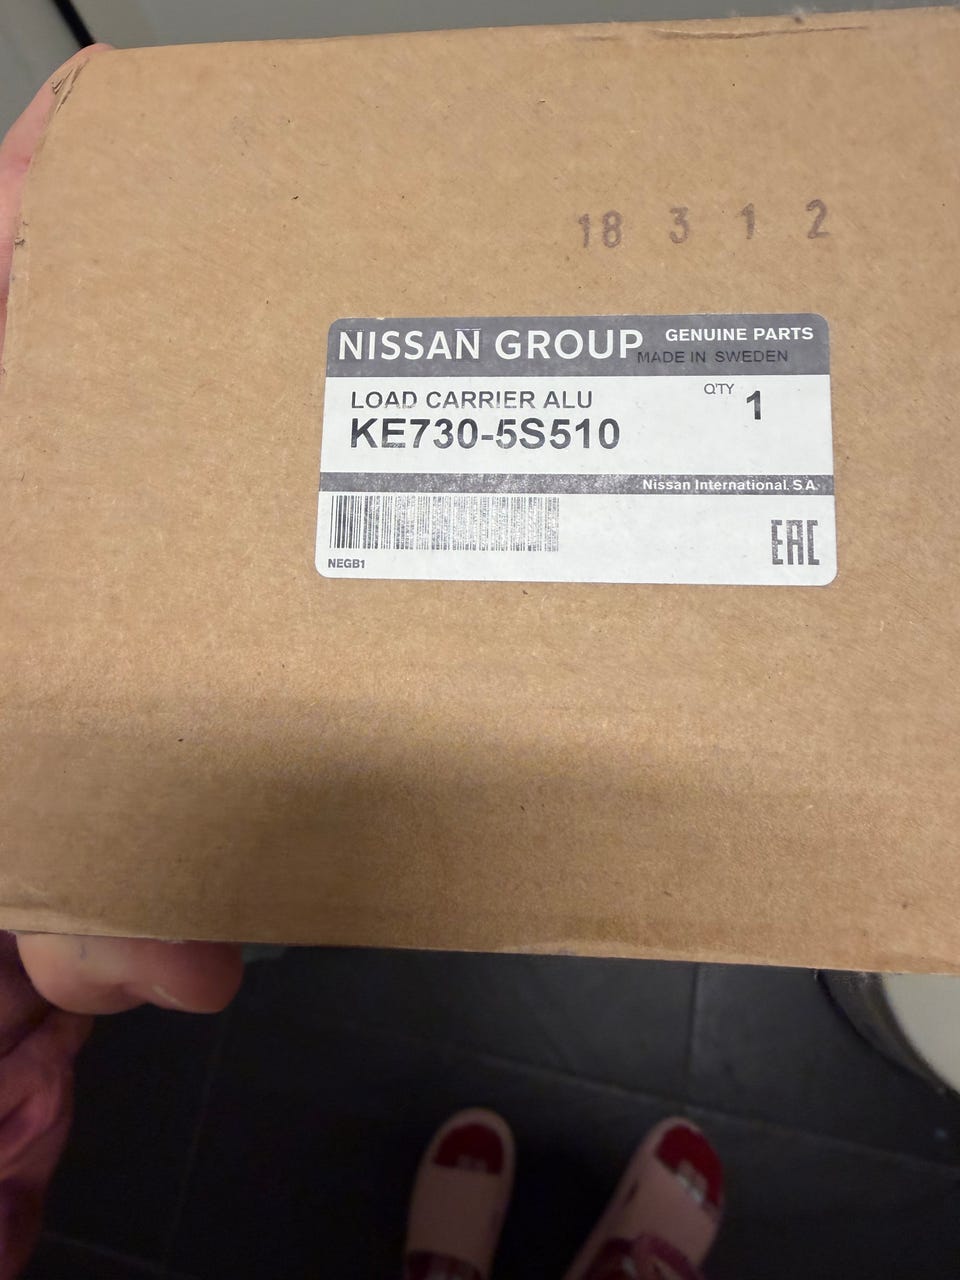 18 3 1 2
NISSAN GROUP GENUINE PARTS
MADE IN SWEDEN
LOAD CARRIER ALU Q'TY 1
KE730-5S510
Nissan International. S A.
EAC
NEGB1